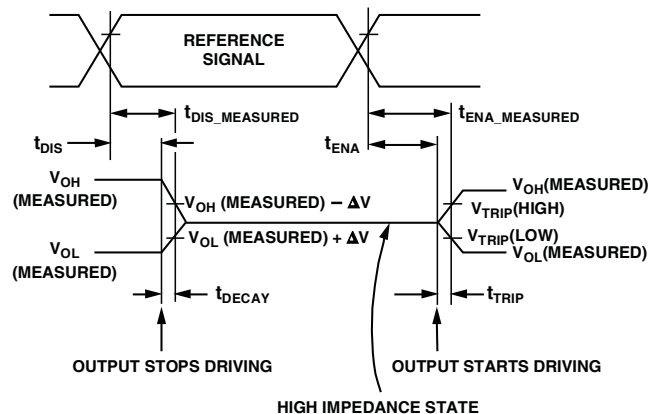 REFERENCE
SIGNAL
tDIS_MEASURED
tENA_MEASURED
tDIS
tENA
VOH
(MEASURED)
VOH (MEASURED) – ΔV
VOH(MEASURED)
VTRIP(HIGH)
VOL
(MEASURED)
VOL (MEASURED) + ΔV
VTRIP(LOW)
VOL(MEASURED)
tDECAY
tTRIP
OUTPUT STOPS DRIVING
OUTPUT STARTS DRIVING
HIGH IMPEDANCE STATE